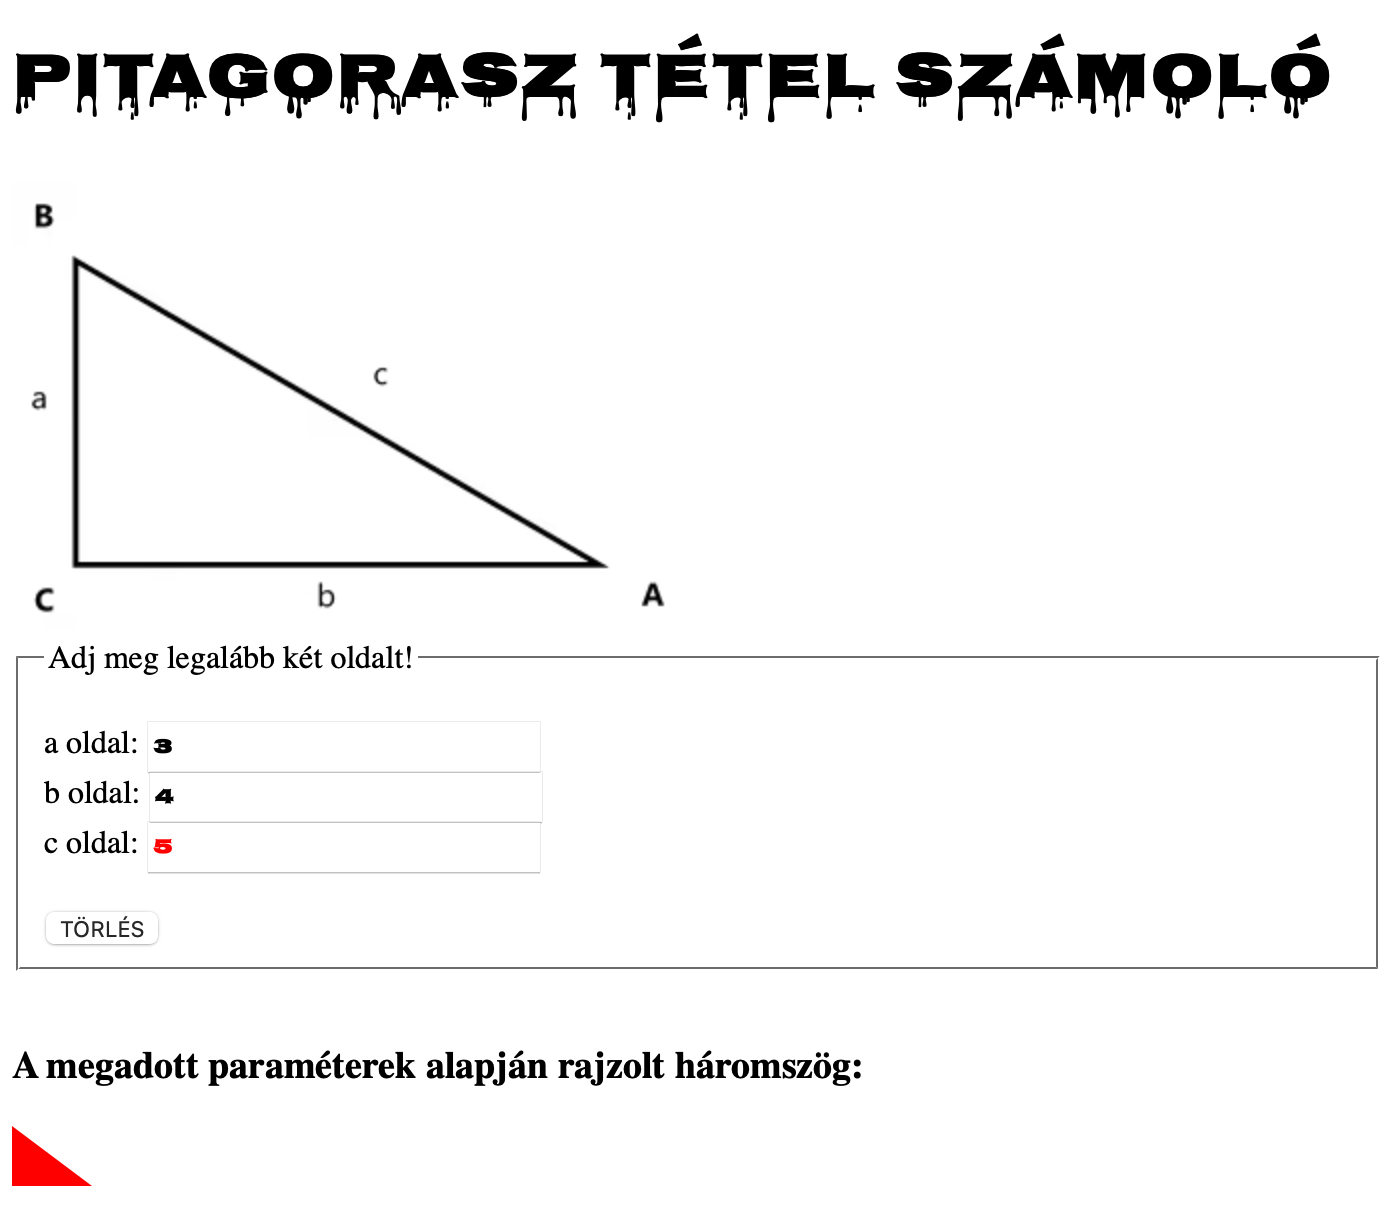 PITAGORASZ TÉTEL SZÁMOLÓ
B
c
a
C
b
A
Adj meg legalább két oldalt!
a oldal: 3
b oldal: 4
c oldal: 5
TÖRLÉS
A megadott paraméterek alapján rajzolt háromszög: